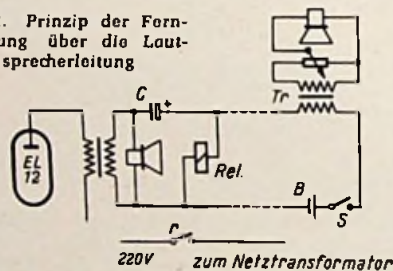 . Prinzip der Fern-
ung über die Laut-
sprecherleitung
C
+
Tr
EL
12
Rel.
B
S
r
220V zum Netztransformator